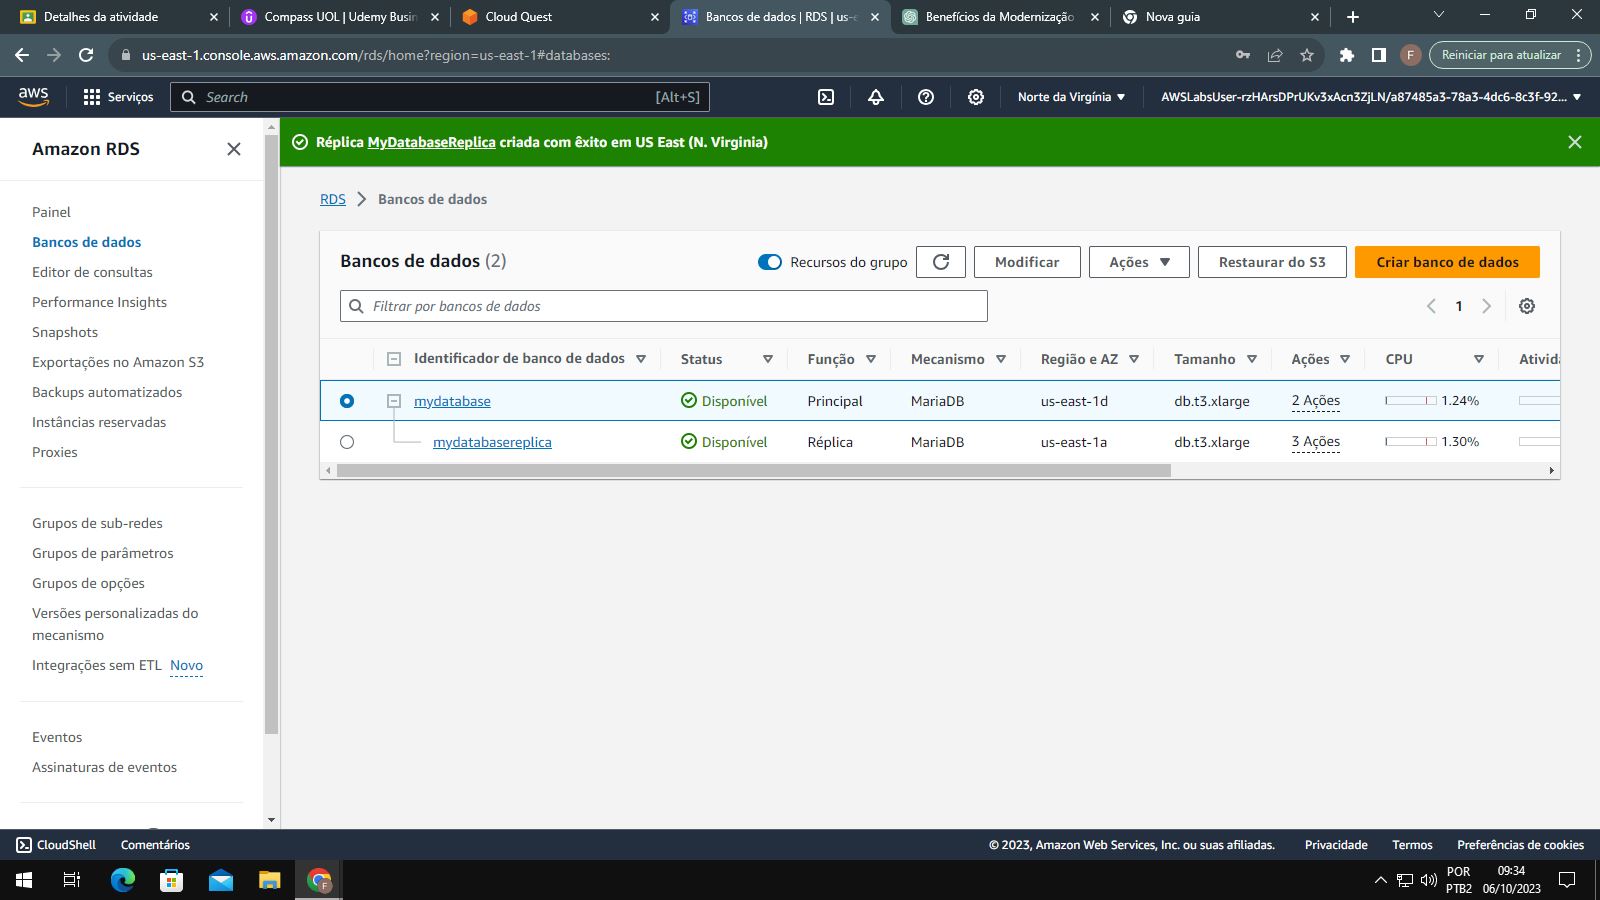 Detalhes da atividade
Compass UOL | Udemy Busin
Cloud Quest
Bancos de dados | RDS | us-e
Benefícios da Modernização
Nova guia
us-east-1.console.aws.amazon.com/rds/home?region=us-east-1#databases:
F
Reiniciar para atualizar
aws
Serviços
Search
[Alt+S]
Norte da Virgínia
AWSLabsUser-rzHArsDPrUKv3xAcn3ZjLN/a87485a3-78a3-4dc6-8c3f-92...
Amazon RDS
Painel
Bancos de dados
Editor de consultas
Performance Insights
Snapshots
Exportações no Amazon S3
Backups automatizados
Instâncias reservadas
Proxies
Grupos de sub-redes
Grupos de parâmetros
Grupos de opções
Versões personalizadas do
mecanismo
Integrações sem ETL Novo
Eventos
Assinaturas de eventos
Réplica MyDatabaseReplica criada com êxito em US East (N. Virginia)
RDS
Bancos de dados
Bancos de dados (2)
Recursos do grupo
Modificar
Ações
Restaurar do S3
Criar banco de dados
Filtrar por bancos de dados
1
Identificador de banco de dados Status Função Mecanismo Região e AZ Tamanho Ações CPU Ativida
mydatabase Disponível Principal MariaDB us-east-1d db.t3.xlarge 2 Ações 1.24%
mydatabasereplica Disponível Réplica MariaDB us-east-1a db.t3.xlarge 3 Ações 1.30%
CloudShell
Comentários
© 2023, Amazon Web Services, Inc. ou suas afiliadas.
Privacidade
Termos
Preferências de cookies
F
POR
PTB2
09:34
06/10/2023